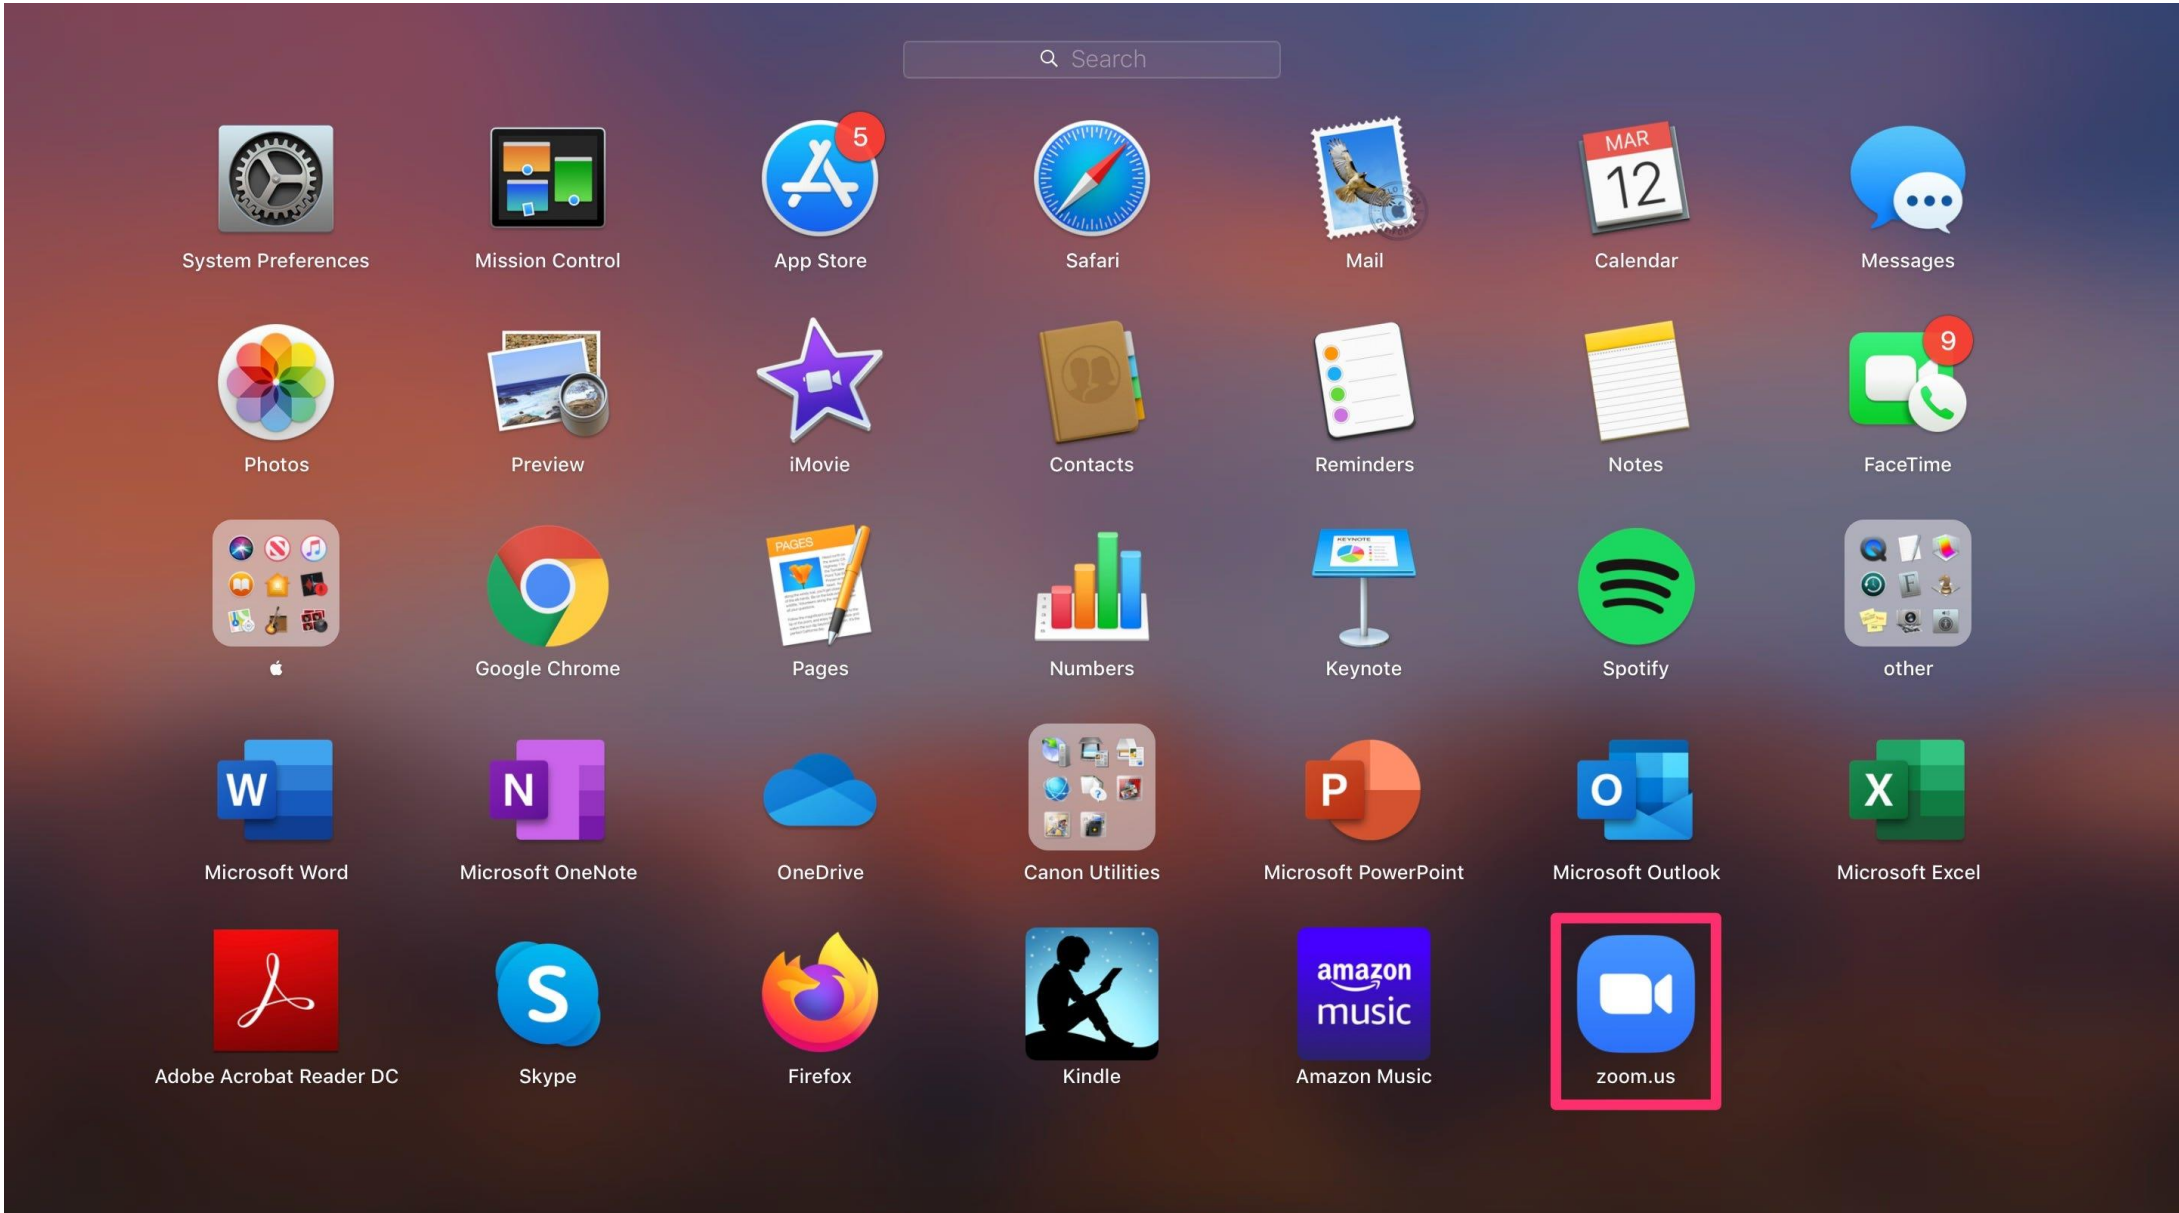 Search
5
MAR
12
System Preferences
Mission Control
App Store
Safari
Mail
Calendar
Messages
9
Photos
Preview
iMovie
Contacts
Reminders
Notes
FaceTime
PAGES
KEYNOTE
Google Chrome
Pages
Numbers
Keynote
Spotify
other
W
N
P
O
X
Microsoft Word
Microsoft OneNote
OneDrive
Canon Utilities
Microsoft PowerPoint
Microsoft Outlook
Microsoft Excel
S
amazon
music
Adobe Acrobat Reader DC
Skype
Firefox
Kindle
Amazon Music
zoom.us